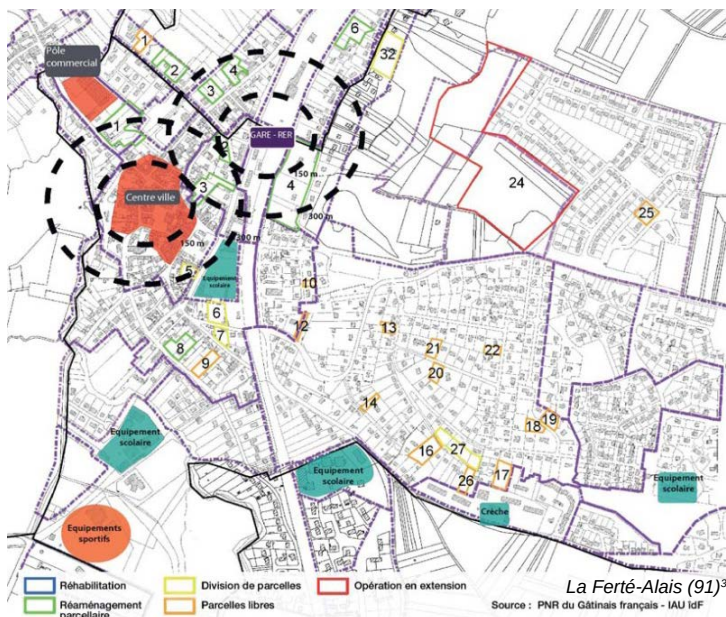 Pôle
commercial
1
2
3
4
6
32
GARE - RER
1
3
150 m
4
300 m
Centre ville
150 m
300 m
24
25
5
Equipement
scolaire
10
6
7
12
13
8
9
21
22
20
14
18
19
Equipement
scolaire
16
27
26
17
Equipement
scolaire
Equipement
scolaire
Crèche
Equipements
sportifs
Réhabilitation
Division de parcelles
Opération en extension
La Ferté-Alais (91)³
Réaménagement
parcellaire
Parcelles libres
Source : PNR du Gâtinais français - IAU îdF